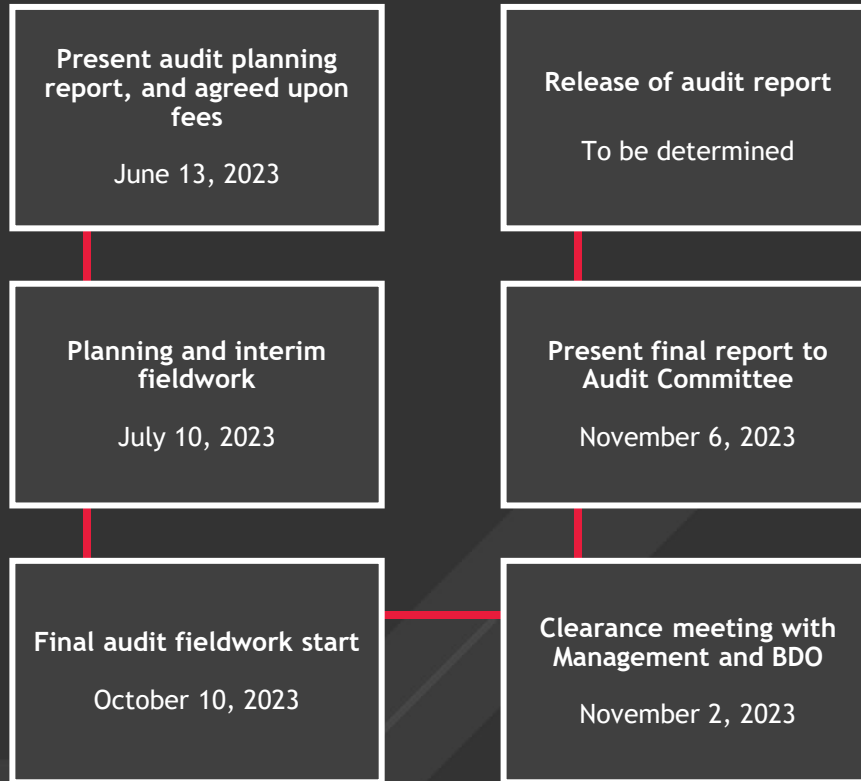 Present audit planning
report, and agreed upon
fees
June 13, 2023
Planning and interim
fieldwork
July 10, 2023
Final audit fieldwork start
October 10, 2023
Clearance meeting with
Management and BDO
November 2, 2023
Present final report to
Audit Committee
November 6, 2023
Release of audit report
To be determined